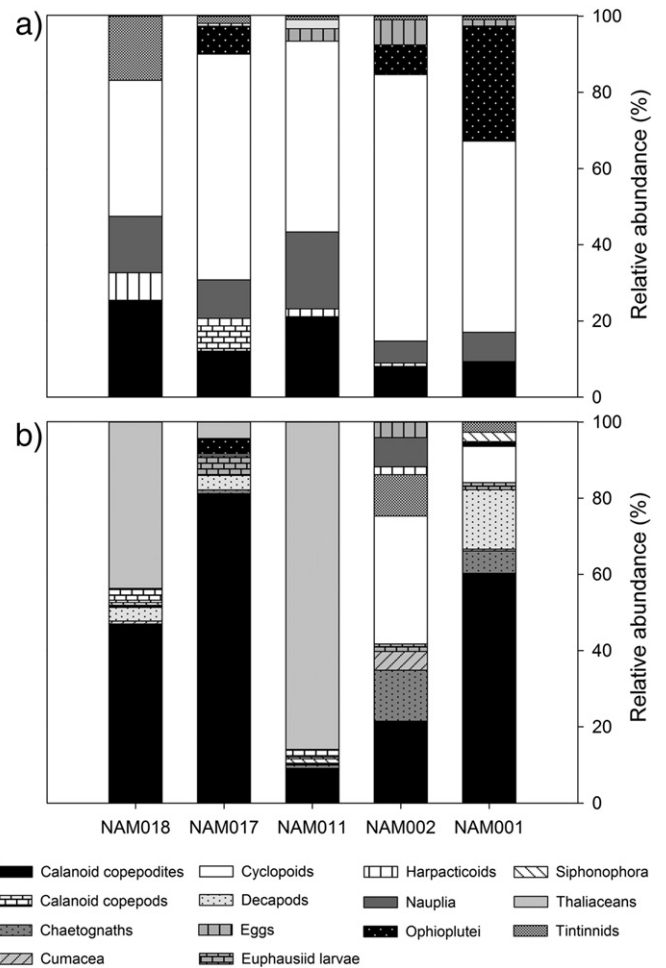 a)
100
80
60
40
20
0
Relative abundance (%)
b)
100
80
60
40
20
0
Relative abundance (%)
NAM018 NAM017 NAM011 NAM002 NAM001
Calanoid copepodites Cyclopoids Harpacticoids Siphonophora
Calanoid copepods Decapods Nauplia Thaliaceans
Chaetognaths Eggs Ophioplutei Tintinnids
Cumacea Euphausiid larvae